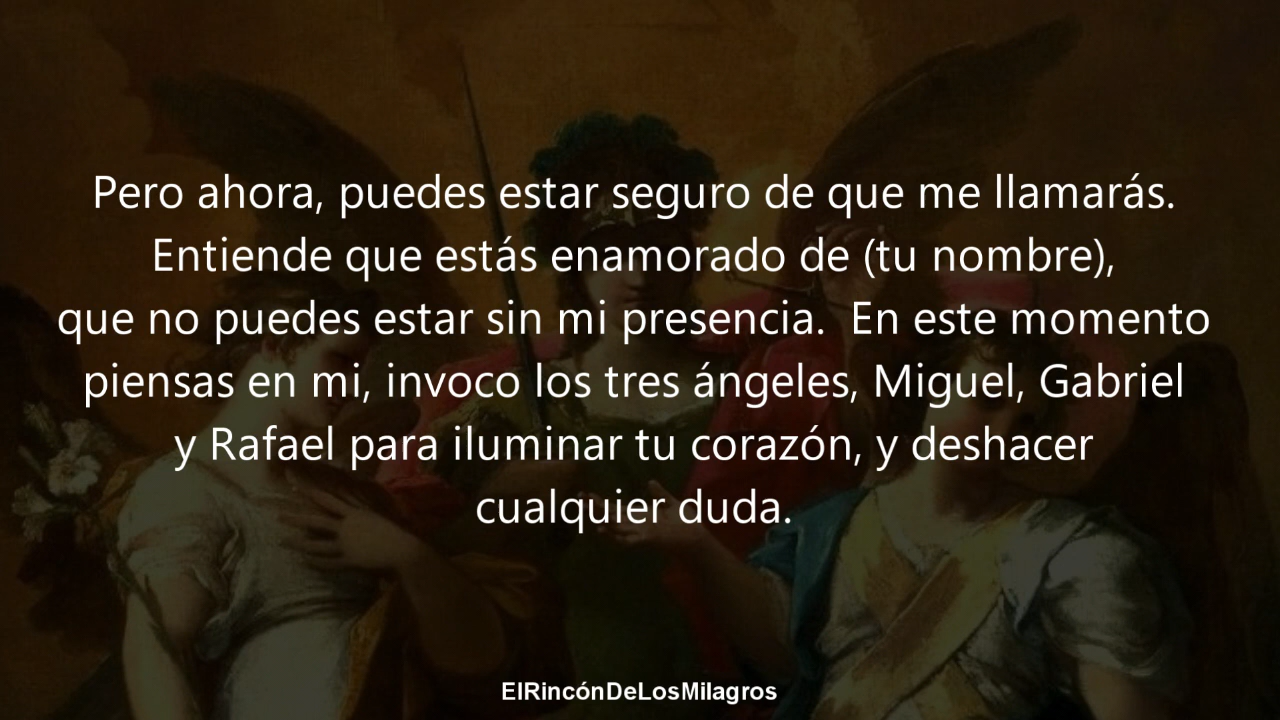 Pero ahora, puedes estar seguro de que me llamarás.
Entiende que estás enamorado de (tu nombre),
que no puedes estar sin mi presencia.  En este momento
piensas en mi, invoco los tres ángeles, Miguel, Gabriel
y Rafael para iluminar tu corazón, y deshacer
cualquier duda.
ElRincónDeLosMilagros